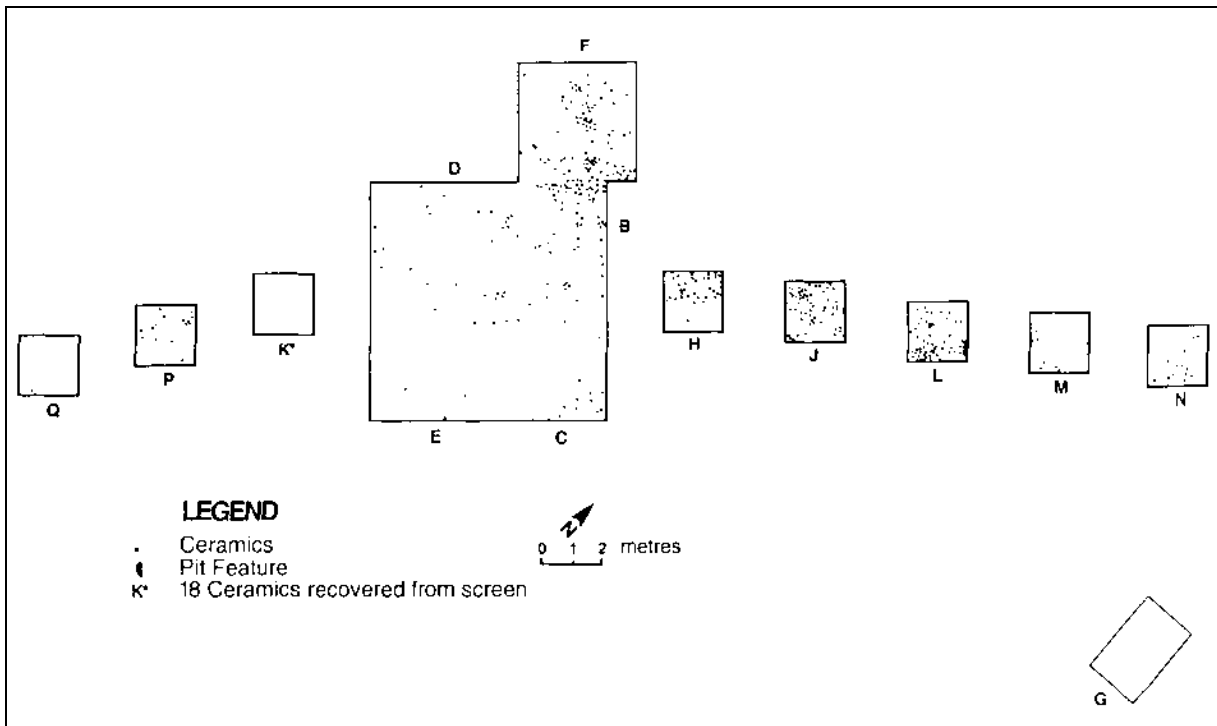 F
D
B
K*
H
J
L
M
N
P
Q
E
C
LEGEND
Ceramics
Pit Feature
K* 18 Ceramics recovered from screen
N
0 1 2 metres
G